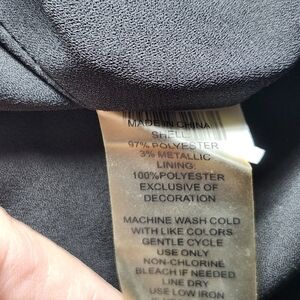 MADE IN CHINA
SHELL:
97% POLYESTER
3% METALLIC
LINING:
100%POLYESTER
EXCLUSIVE OF
DECORATION
MACHINE WASH COLD
WITH LIKE COLORS
GENTLE CYCLE
USE ONLY
NON-CHLORINE
BLEACH IF NEEDED
LINE DRY
USE LOW IRON